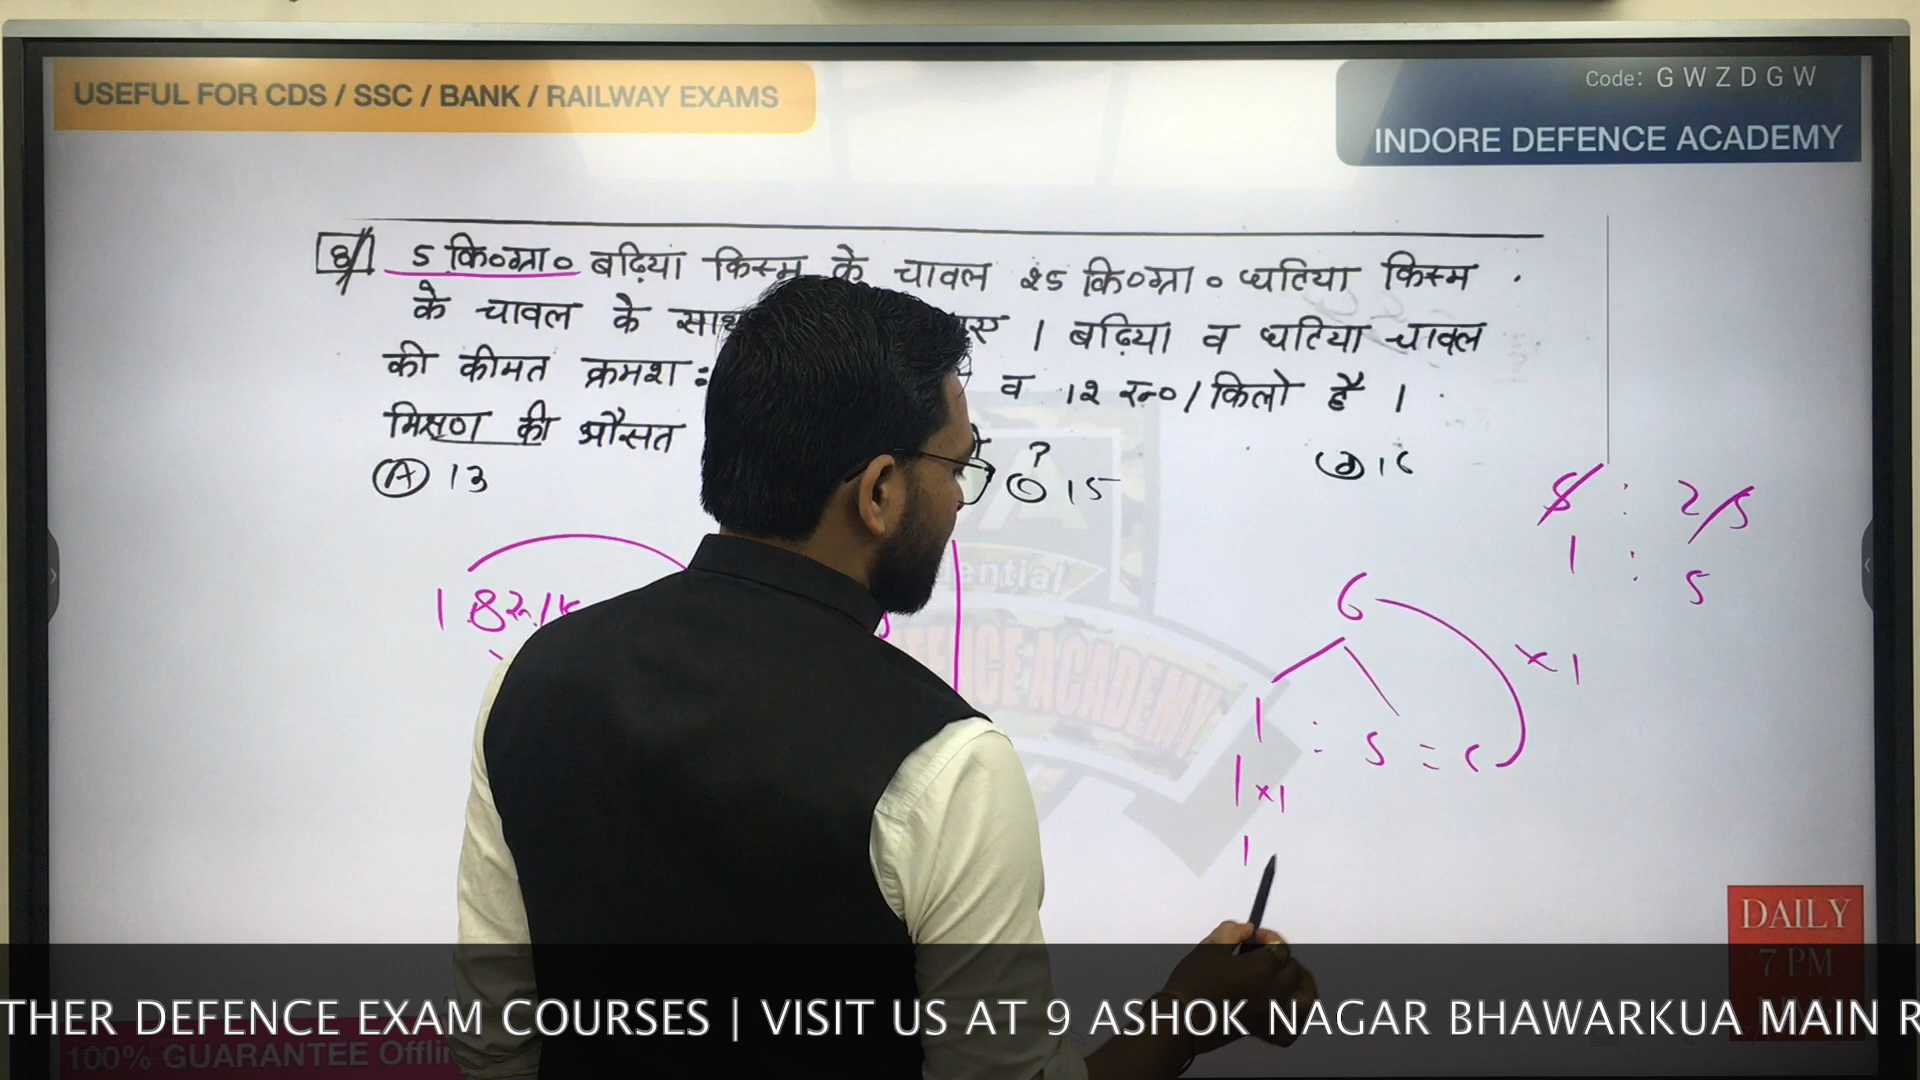 USEFUL FOR CDS / SSC / BANK / RAILWAY EXAMS
Code: G W Z D G W
INDORE DEFENCE ACADEMY
8 5 कि०ग्रा० बढ़िया किस्म के चावल 25 कि०ग्रा० घटिया किस्म
के चावल के साथ । बढ़िया व घटिया चावल
की कीमत क्रमश: व 12 रु०/किलो है ।
मिस्रण की औसत ?
(A) 13 15 (d) 16
5 : 25
1 : 5
18रु./k
6
×1
1 : 5 = 6
1×1
1
DEFENCE ACADEMY
DAILY
7 PM
THER DEFENCE EXAM COURSES | VISIT US AT 9 ASHOK NAGAR BHAWARKUA MAIN R
100% GUARANTEE Offli